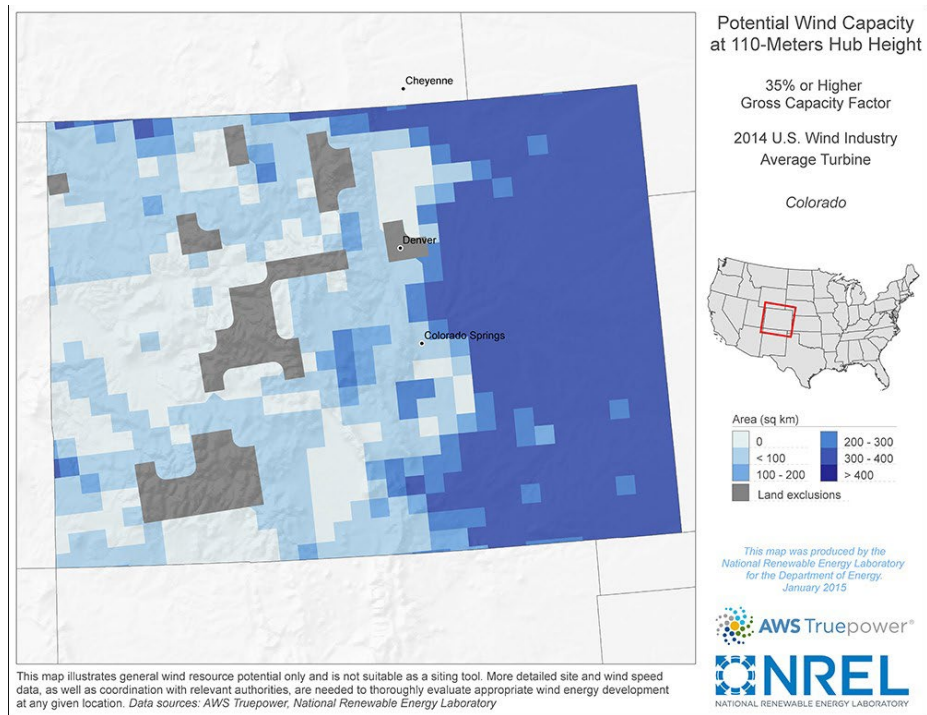 Potential Wind Capacity
at 110-Meters Hub Height
35% or Higher
Gross Capacity Factor
2014 U.S. Wind Industry
Average Turbine
Colorado
Cheyenne
Denver
Colorado Springs
Area (sq km)
0
< 100
100 - 200
200 - 300
300 - 400
> 400
Land exclusions
This map was produced by the
National Renewable Energy Laboratory
for the Department of Energy.
January 2015
AWS Truepower®
NREL
NATIONAL RENEWABLE ENERGY LABORATORY
This map illustrates general wind resource potential only and is not suitable as a siting tool. More detailed site and wind speed
data, as well as coordination with relevant authorities, are needed to thoroughly evaluate appropriate wind energy development
at any given location. Data sources: AWS Truepower, National Renewable Energy Laboratory